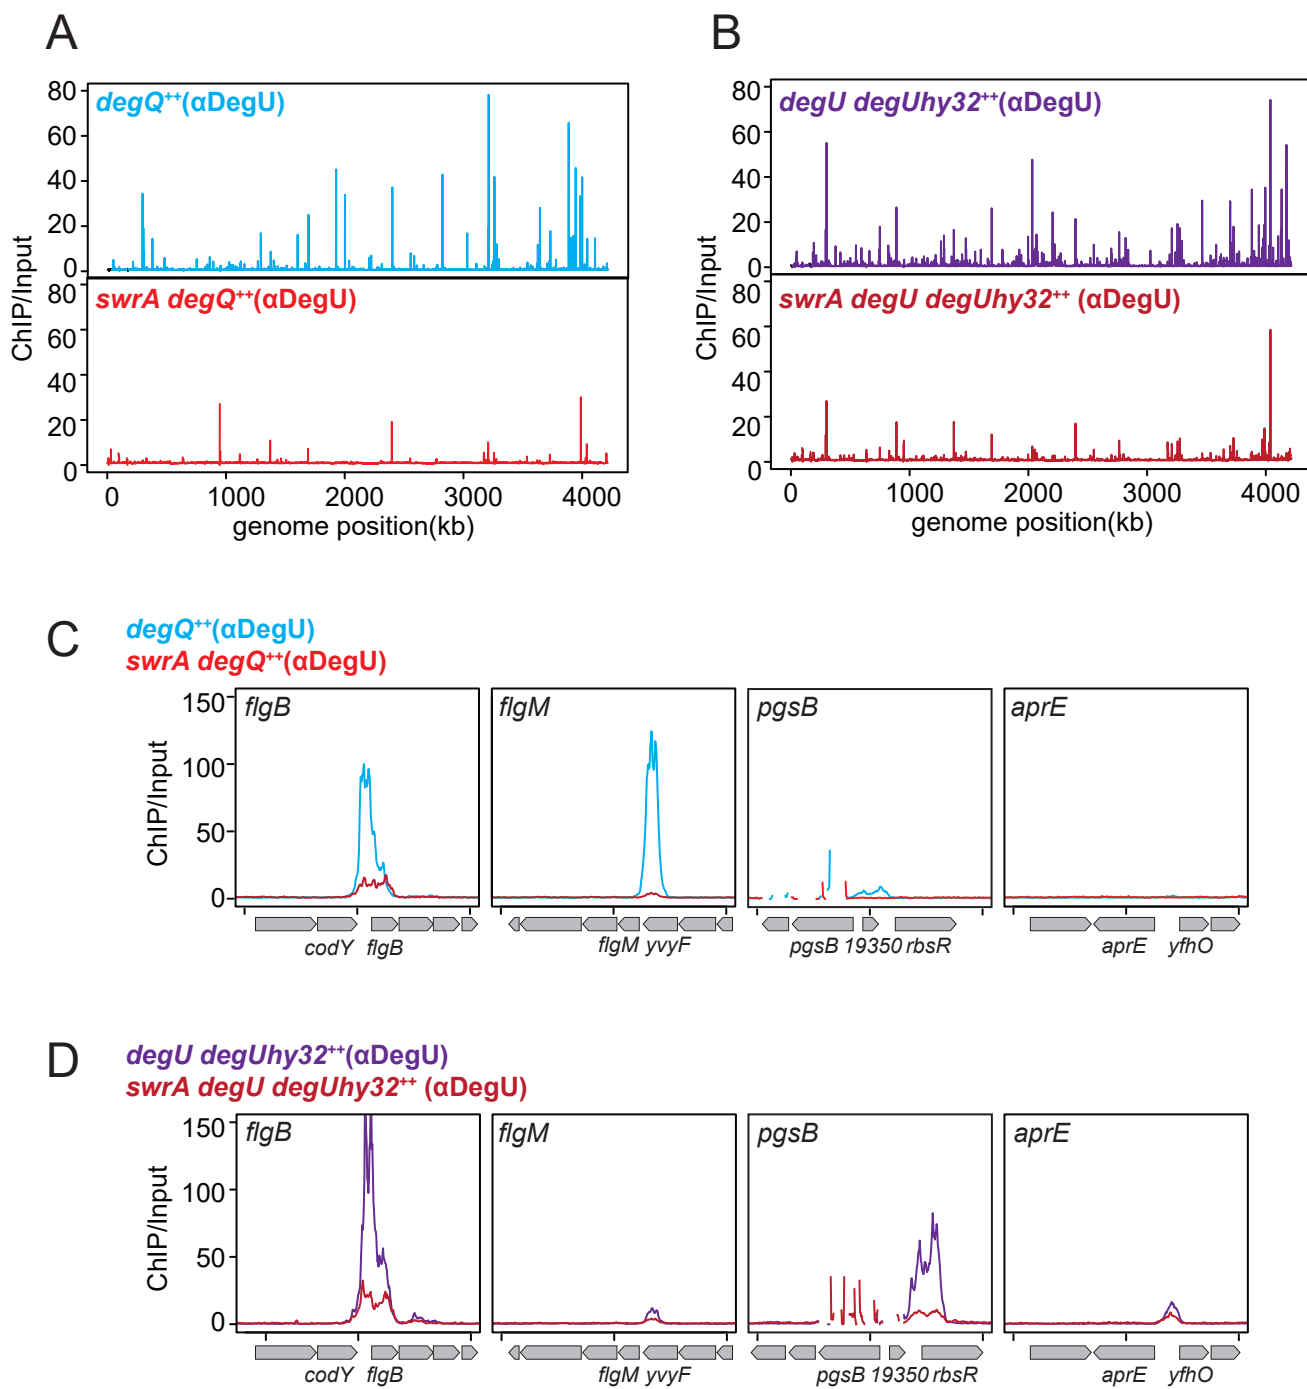 A
B
80
60
40
20
0
degQ++(αDegU)
80
60
40
20
0
swrA degQ++(αDegU)
ChIP/Input
0 1000 2000 3000 4000
genome position(kb)
80
60
40
20
0
degU degUhy32++(αDegU)
80
60
40
20
0
swrA degU degUhy32++ (αDegU)
ChIP/Input
0 1000 2000 3000 4000
genome position(kb)
C
degQ++(αDegU)
swrA degQ++(αDegU)
ChIP/Input
150
100
50
0
flgB
flgM
pgsB
aprE
codY flgB
flgM yvyF
pgsB 19350 rbsR
aprE yfhO
D
degU degUhy32++(αDegU)
swrA degU degUhy32++ (αDegU)
ChIP/Input
150
100
50
0
flgB
flgM
pgsB
aprE
codY flgB
flgM yvyF
pgsB 19350 rbsR
aprE yfhO